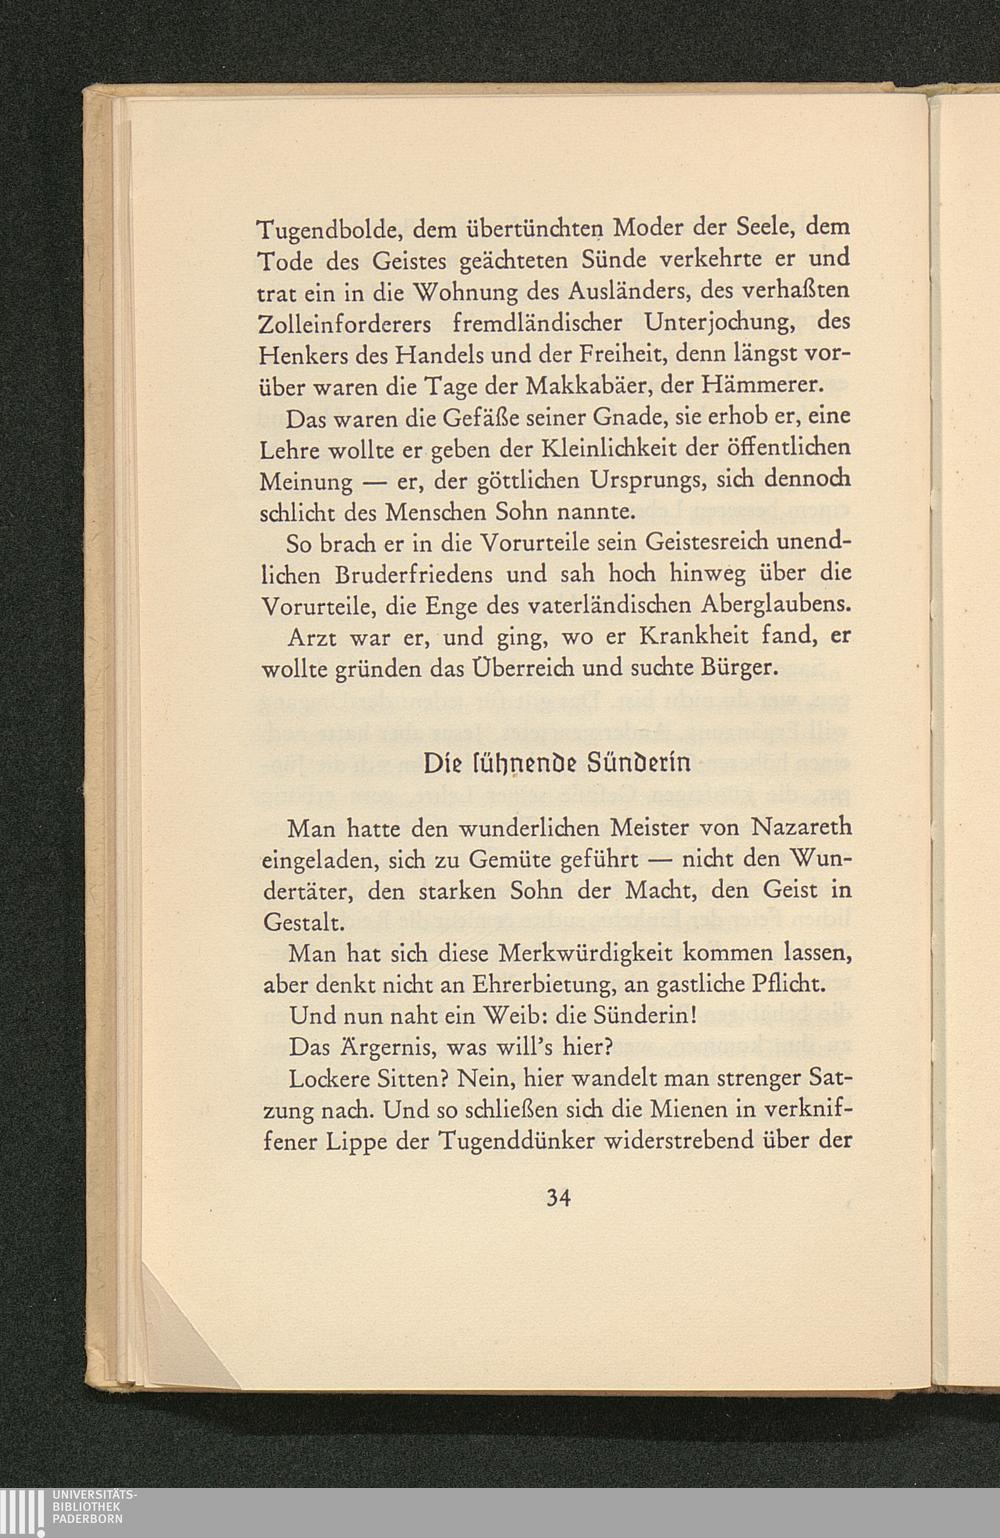 Tugendbolde, dem übertünchten Moder der Seele, dem
Tode des Geistes geächteten Sünde verkehrte er und
trat ein in die Wohnung des Ausländers, des verhaßten
Zolleinforderers fremdländischer Unterjochung, des
Henkers des Handels und der Freiheit, denn längst vor-
über waren die Tage der Makkabäer, der Hämmerer.
Das waren die Gefäße seiner Gnade, sie erhob er, eine
Lehre wollte er geben der Kleinlichkeit der öffentlichen
Meinung — er, der göttlichen Ursprungs, sich dennoch
schlicht des Menschen Sohn nannte.
So brach er in die Vorurteile sein Geistesreich unend-
lichen Bruderfriedens und sah hoch hinweg über die
Vorurteile, die Enge des vaterländischen Aberglaubens.
Arzt war er, und ging, wo er Krankheit fand, er
wollte gründen das Überreich und suchte Bürger.
Die sühnende Sünderin
Man hatte den wunderlichen Meister von Nazareth
eingeladen, sich zu Gemüte geführt — nicht den Wun-
dertäter, den starken Sohn der Macht, den Geist in
Gestalt.
Man hat sich diese Merkwürdigkeit kommen lassen,
aber denkt nicht an Ehrerbietung, an gastliche Pflicht.
Und nun naht ein Weib: die Sünderin!
Das Ärgernis, was will's hier?
Lockere Sitten? Nein, hier wandelt man strenger Sat-
zung nach. Und so schließen sich die Mienen in verknif-
fener Lippe der Tugenddünker widerstrebend über der
34
UNIVERSITÄTS-
BIBLIOTHEK
PADERBORN